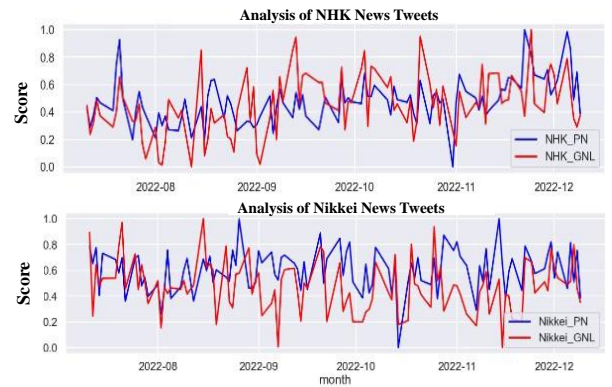 Analysis of NHK News Tweets
Score
1.0
0.8
0.6
0.4
0.2
0.0
NHK_PN
NHK_GNL
2022-08 2022-09 2022-10 2022-11 2022-12
Analysis of Nikkei News Tweets
Score
1.0
0.8
0.6
0.4
0.2
0.0
Nikkei_PN
Nikkei_GNL
2022-08 2022-09 2022-10 2022-11 2022-12
month